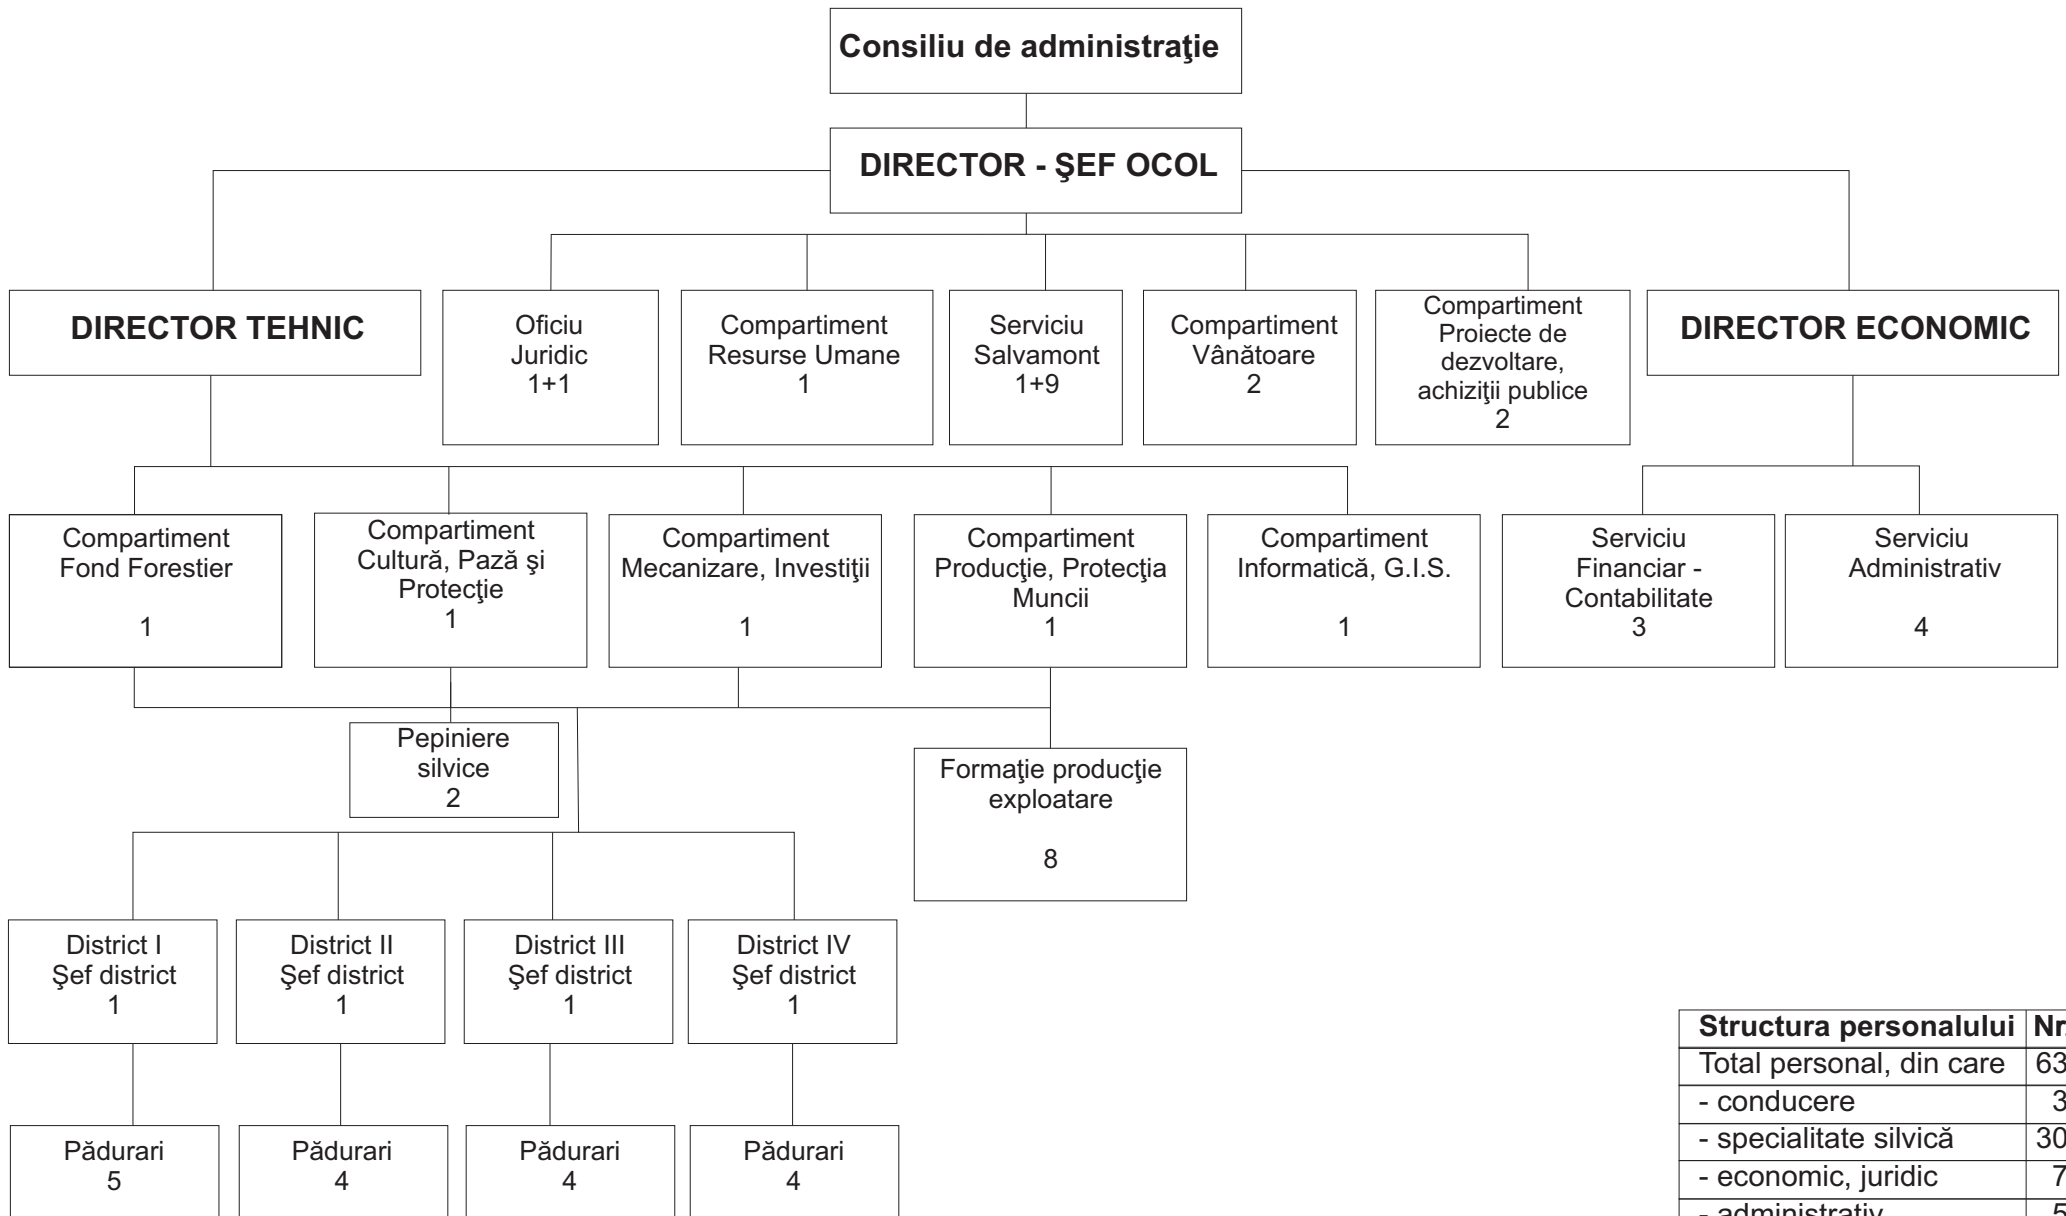 Consiliu de administraţie
DIRECTOR - ŞEF OCOL
DIRECTOR TEHNIC
Oficiu
Juridic
1+1
Compartiment
Resurse Umane
1
Serviciu
Salvamont
1+9
Compartiment
Vânătoare
2
Compartiment
Proiecte de
dezvoltare,
achiziţii publice
2
DIRECTOR ECONOMIC
Compartiment
Fond Forestier
1
Compartiment
Cultură, Pază şi
Protecţie
1
Compartiment
Mecanizare, Investiţii
1
Compartiment
Producţie, Protecţia
Muncii
1
Compartiment
Informatică, G.I.S.
1
Serviciu
Financiar -
Contabilitate
3
Serviciu
Administrativ
4
Pepiniere
silvice
2
Formaţie producţie
exploatare
8
District I
Şef district
1
District II
Şef district
1
District III
Şef district
1
District IV
Şef district
1
Pădurari
5
Pădurari
4
Pădurari
4
Pădurari
4
Structura personalului Nr.
Total personal, din care 63
- conducere 3
- specialitate silvică 30
- economic, juridic 7
- administrativ 5